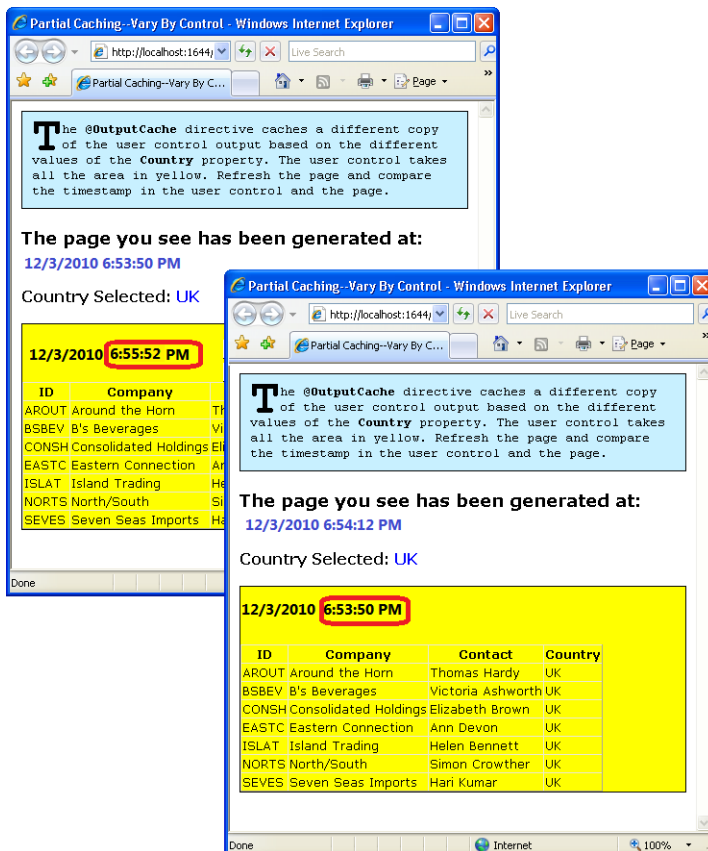 Partial Caching--Vary By Control - Windows Internet Explorer
http://localhost:1644/
Live Search
Partial Caching--Vary By C...
Page
»
The @OutputCache directive caches a different copy
of the user control output based on the different
values of the Country property. The user control takes
all the area in yellow. Refresh the page and compare
the timestamp in the user control and the page.
The page you see has been generated at:
12/3/2010 6:53:50 PM
Country Selected: UK
12/3/2010 6:55:52 PM
ID Company
AROUT Around the Horn Th
BSBEV B's Beverages Vi
CONSH Consolidated Holdings Eli
EASTC Eastern Connection An
ISLAT Island Trading He
NORTS North/South Si
SEVES Seven Seas Imports Ha
Done
Partial Caching--Vary By Control - Windows Internet Explorer
http://localhost:1644/
Live Search
Partial Caching--Vary By C...
Page
»
The @OutputCache directive caches a different copy
of the user control output based on the different
values of the Country property. The user control takes
all the area in yellow. Refresh the page and compare
the timestamp in the user control and the page.
The page you see has been generated at:
12/3/2010 6:54:12 PM
Country Selected: UK
12/3/2010 6:53:50 PM
ID Company Contact Country
AROUT Around the Horn Thomas Hardy UK
BSBEV B's Beverages Victoria Ashworth UK
CONSH Consolidated Holdings Elizabeth Brown UK
EASTC Eastern Connection Ann Devon UK
ISLAT Island Trading Helen Bennett UK
NORTS North/South Simon Crowther UK
SEVES Seven Seas Imports Hari Kumar UK
Done Internet 100%